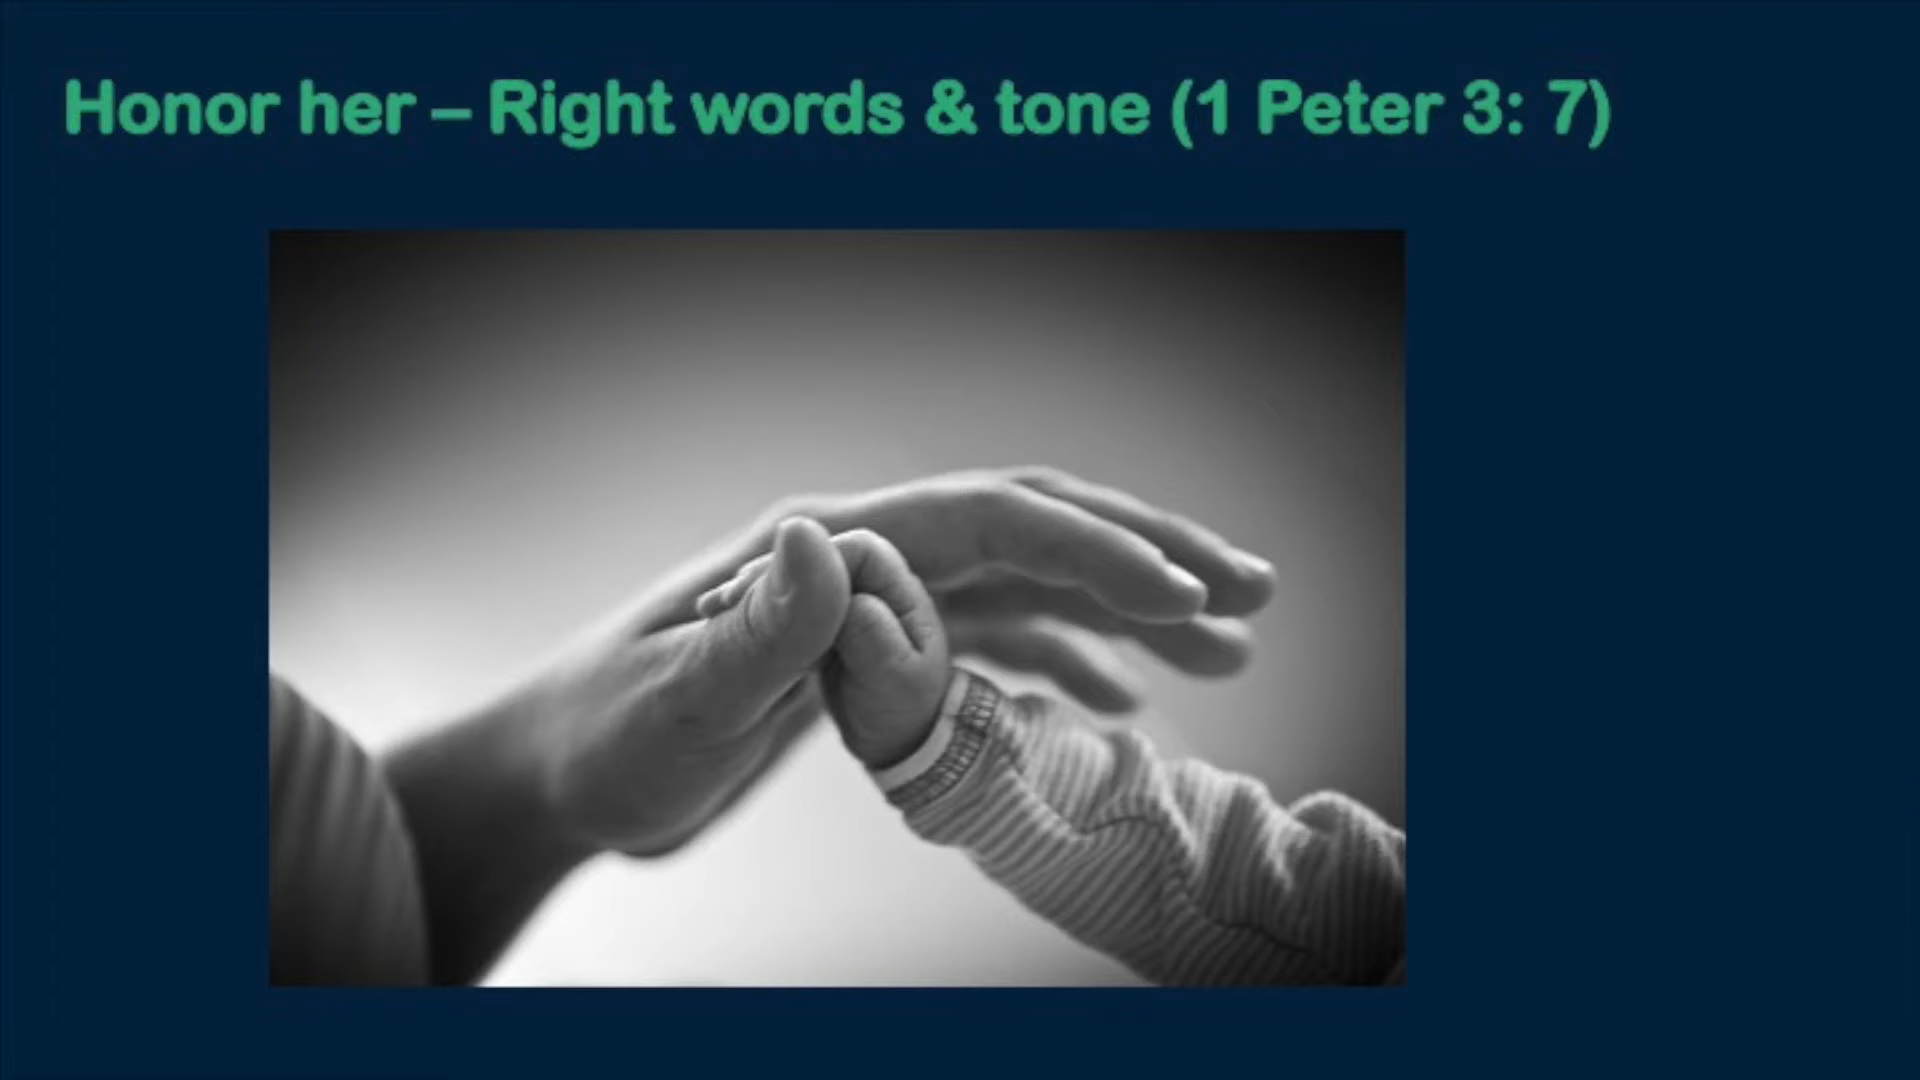 Honor her – Right words & tone (1 Peter 3: 7)